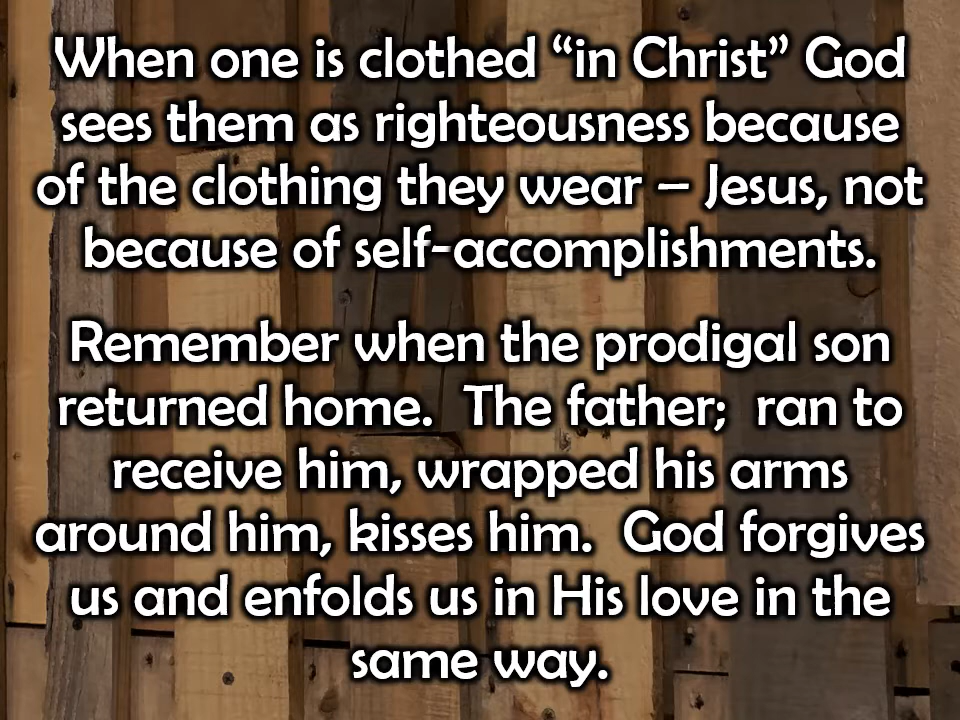 When one is clothed “in Christ” God
sees them as righteousness because
of the clothing they wear – Jesus, not
because of self-accomplishments.
Remember when the prodigal son
returned home.  The father;  ran to
receive him, wrapped his arms
around him, kisses him.  God forgives
us and enfolds us in His love in the
same way.